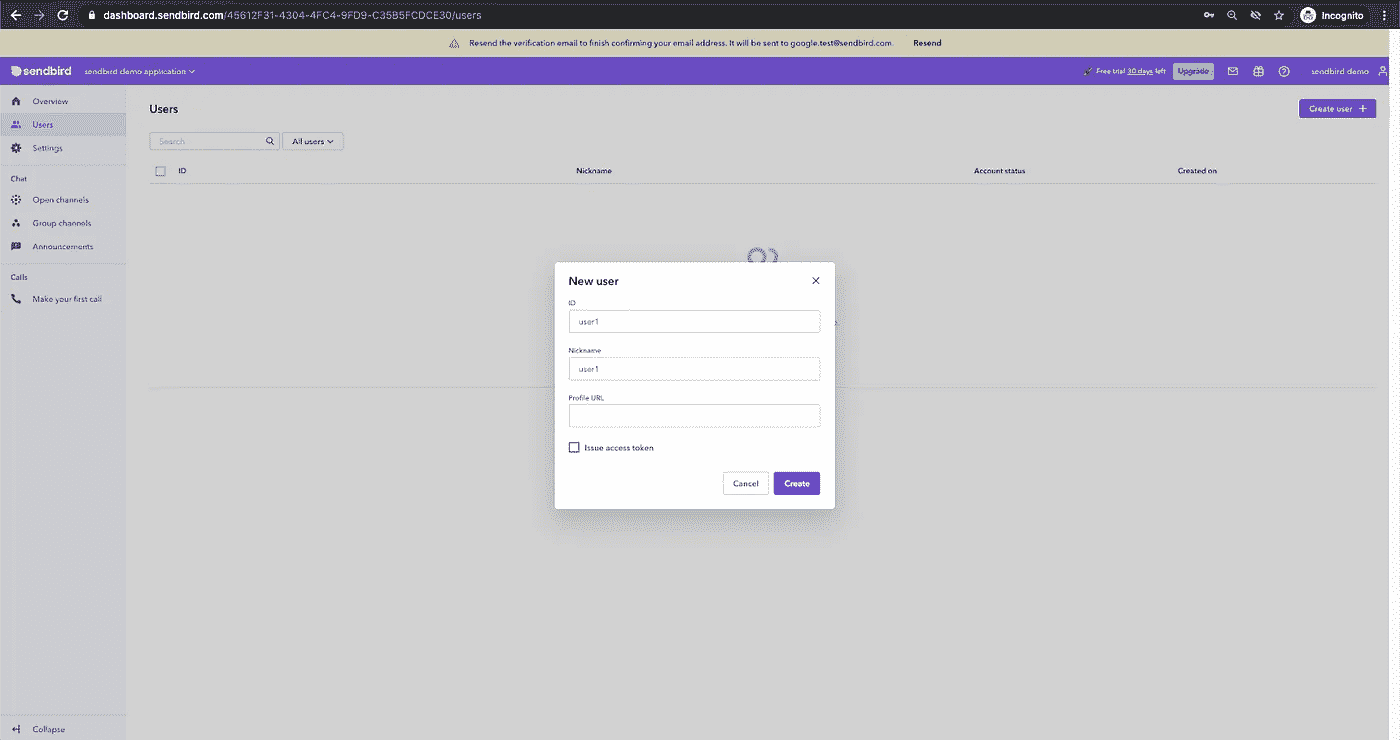 dashboard.sendbird.com/45612F31-4304-4FC4-9FD9-C35B5FCDCE30/users
Incognito
Resend the verification email to finish confirming your email address. It will be sent to google.test@sendbird.com.
Resend
sendbird
sendbird demo application
Free trial 30 days left
Upgrade
sendbird demo
Overview
Users
Settings
Chat
Open channels
Group channels
Announcements
Calls
Make your first call
Collapse
Users
Create user +
Search
All users
ID
Nickname
Account status
Created on
New user
ID
user1
Nickname
user1
Profile URL
Issue access token
Cancel
Create